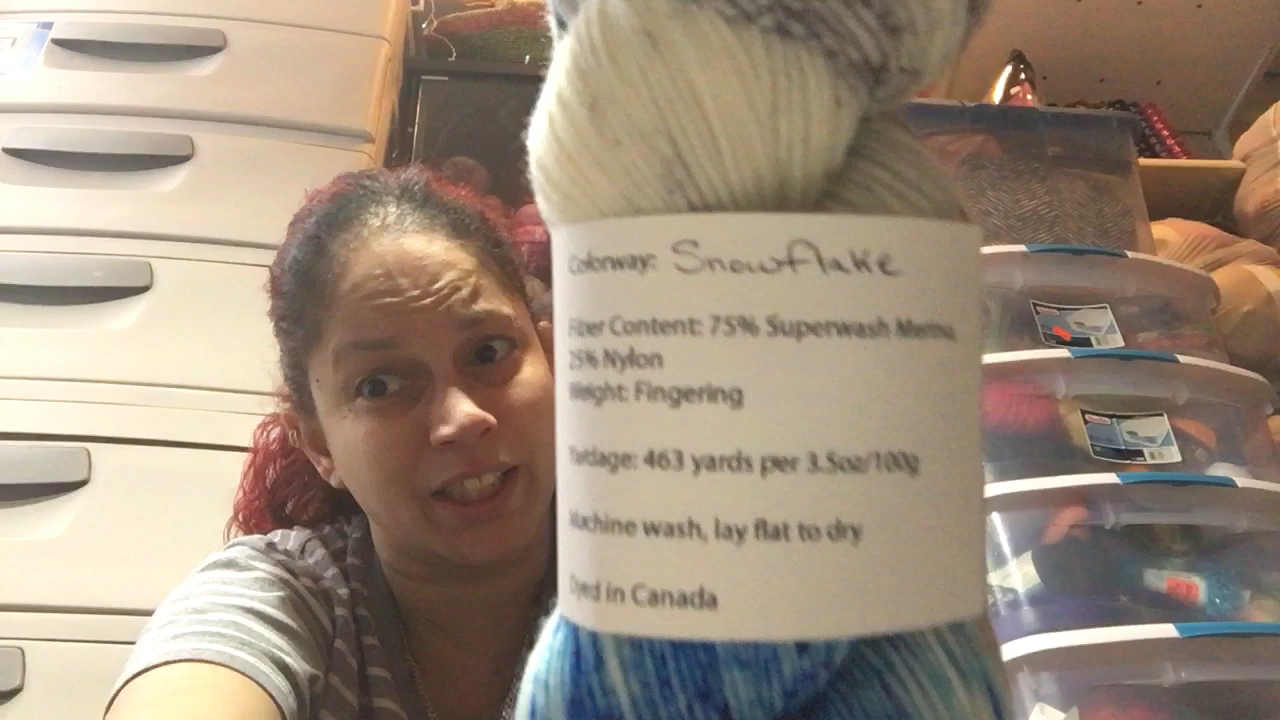 Colorway: Snowflake
Fiber Content: 75% Superwash Merino
25% Nylon
Weight: Fingering
Yardage: 463 yards per 3.5oz/100g
Machine wash, lay flat to dry
Dyed in Canada